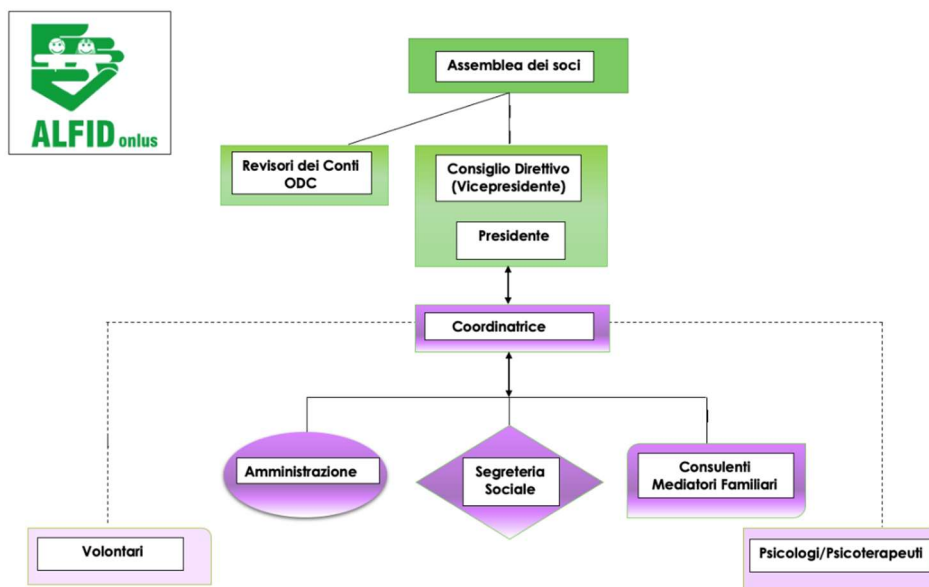 ALFID onlus
Assemblea dei soci
Revisori dei Conti
ODC
Consiglio Direttivo
(Vicepresidente)
Presidente
Coordinatrice
Amministrazione
Segreteria
Sociale
Consulenti
Mediatori Familiari
Volontari
Psicologi/Psicoterapeuti